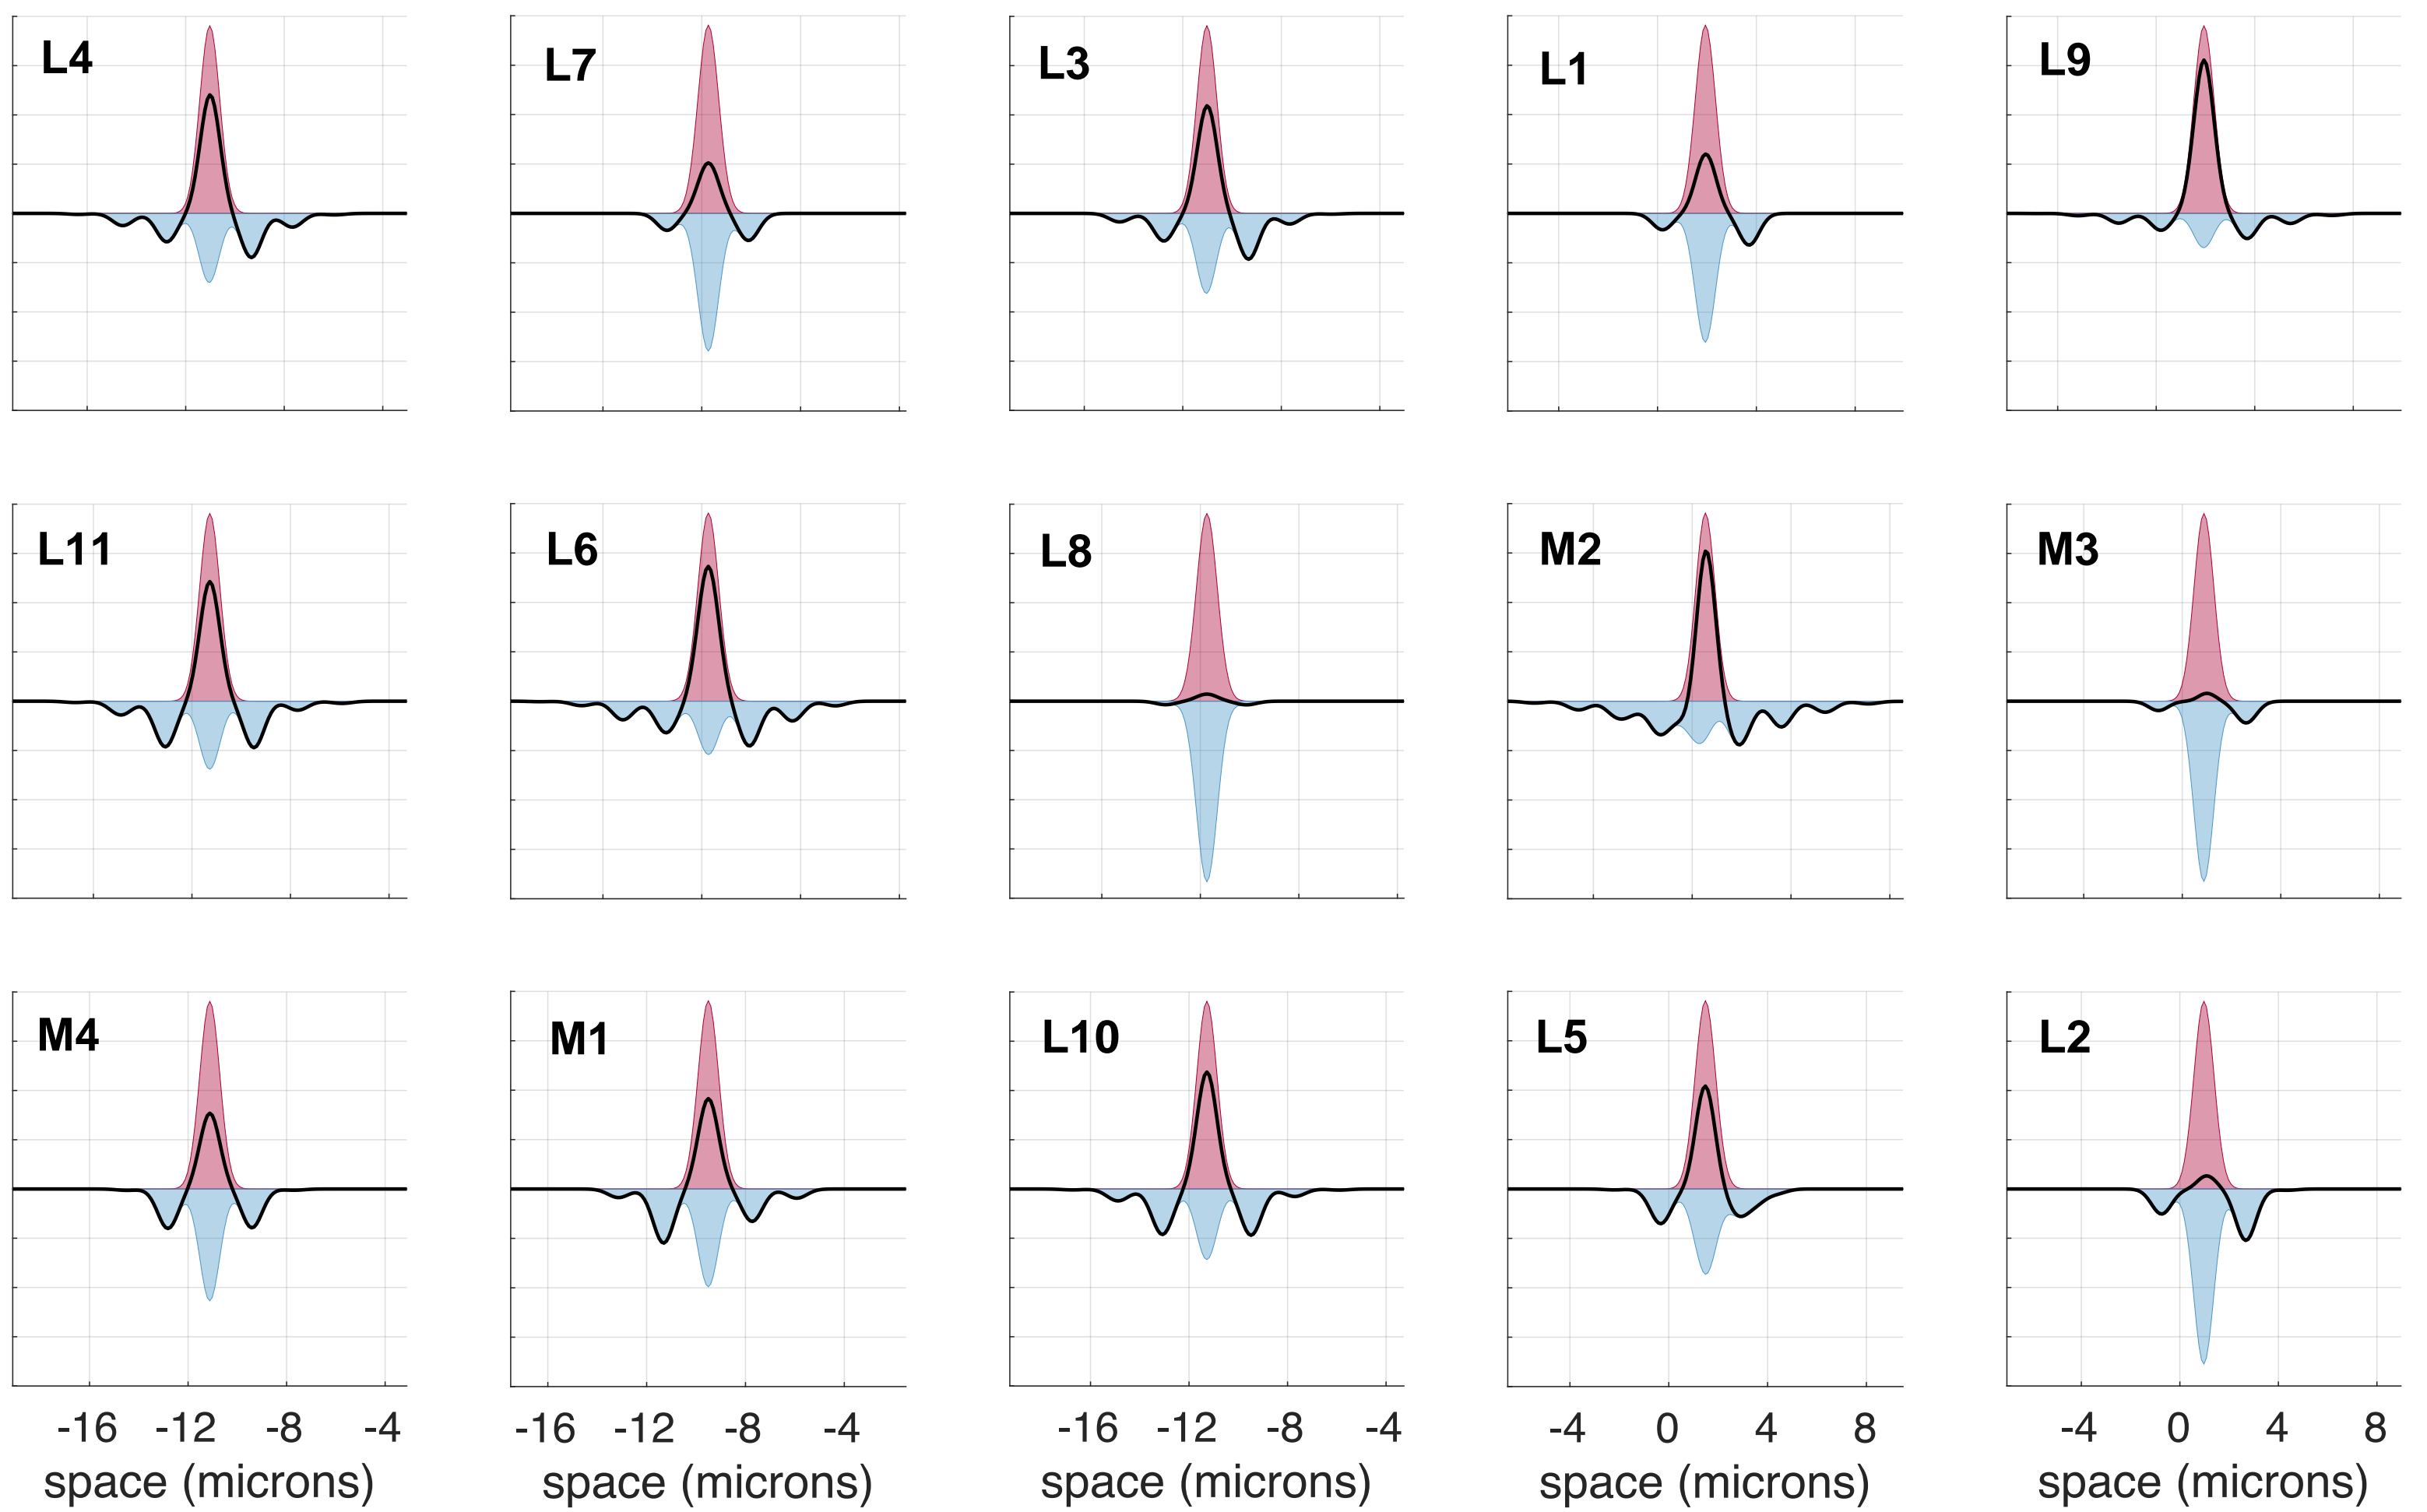 L4 L7 L3 L1 L9
L11 L6 L8 M2 M3
M4 M1 L10 L5 L2
-16 -12 -8 -4 -16 -12 -8 -4 -16 -12 -8 -4 -4 0 4 8 -4 0 4 8
space (microns) space (microns) space (microns) space (microns) space (microns)